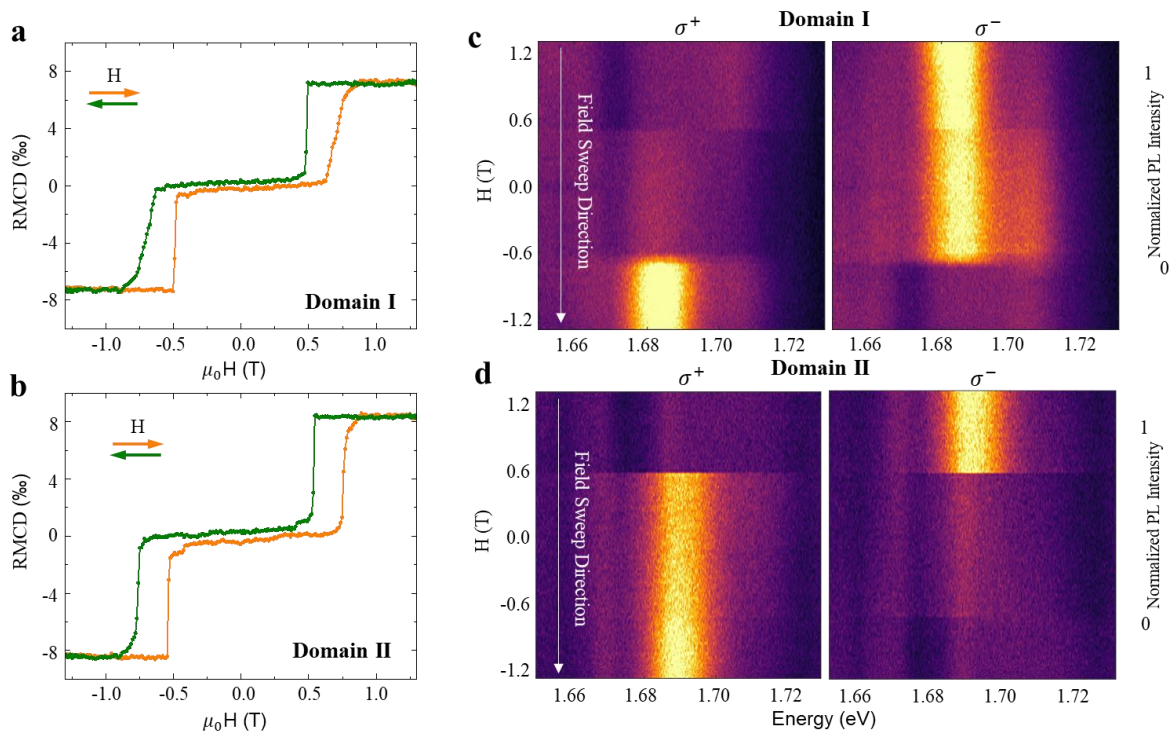 a
8
4
0
-4
-8
RMCD (‰)
H
Domain I
-1.0 -0.5 0.0 0.5 1.0
μ₀H (T)
b
8
4
0
-4
-8
RMCD (‰)
H
Domain II
-1.0 -0.5 0.0 0.5 1.0
μ₀H (T)
c
Domain I
σ⁺ σ⁻
1.2
0.6
0.0
-0.6
-1.2
H (T)
Field Sweep Direction
1.66 1.68 1.70 1.72 1.66 1.68 1.70 1.72
1
0
Normalized PL Intensity
d
Domain II
σ⁺ σ⁻
1.2
0.6
0.0
-0.6
-1.2
H (T)
Field Sweep Direction
1.66 1.68 1.70 1.72 1.66 1.68 1.70 1.72
Energy (eV)
1
0
Normalized PL Intensity